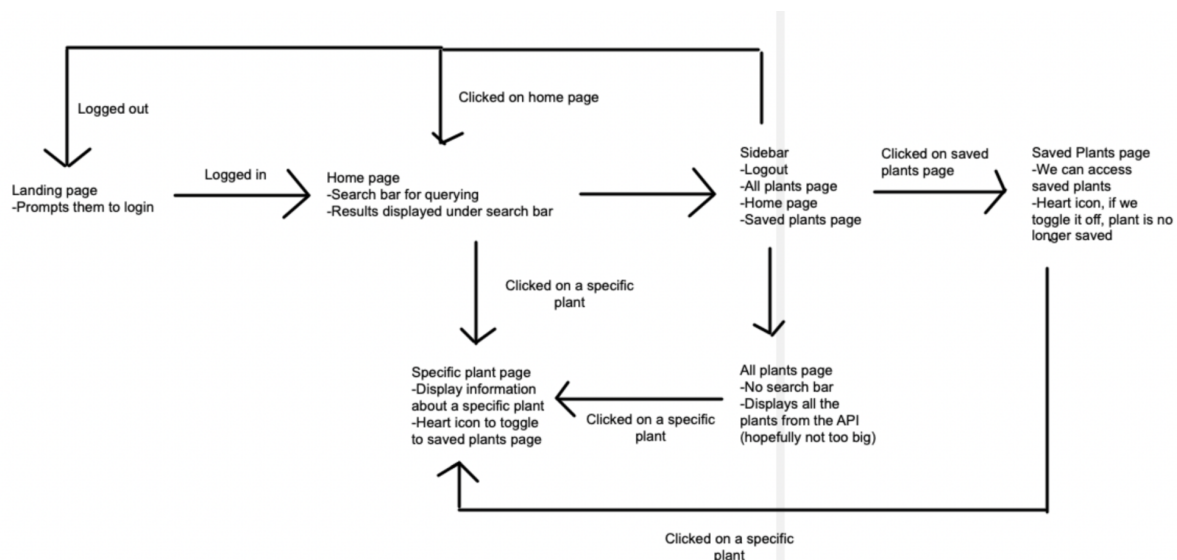 Logged out
Clicked on home page
Landing page
-Prompts them to login
Logged in
Home page
-Search bar for querying
-Results displayed under search bar
Sidebar
-Logout
-All plants page
-Home page
-Saved plants page
Clicked on saved
plants page
Saved Plants page
-We can access
saved plants
-Heart icon, if we
toggle it off, plant is no
longer saved
Clicked on a specific
plant
Specific plant page
-Display information
about a specific plant
-Heart icon to toggle
to saved plants page
Clicked on a specific
plant
All plants page
-No search bar
-Displays all the
plants from the API
(hopefully not too big)
Clicked on a specific
plant